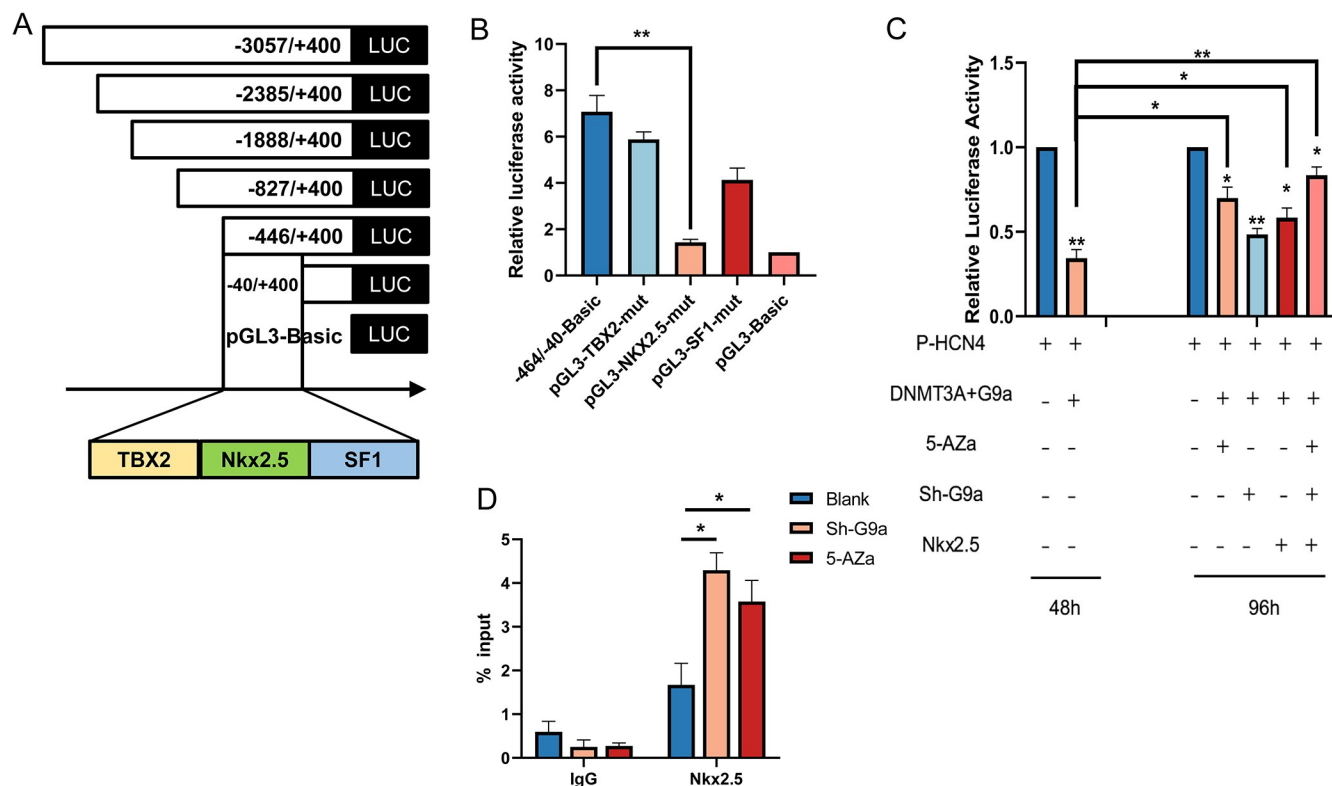 A
-3057/+400 LUC
-2385/+400 LUC
-1888/+400 LUC
-827/+400 LUC
-446/+400 LUC
-40/+400 LUC
pGL3-Basic LUC
TBX2 Nkx2.5 SF1
B
**
Relative luciferase activity
10
8
6
4
2
0
-464/-40-Basic
pGL3-TBX2-mut
pGL3-NKX2.5-mut
pGL3-SF1-mut
pGL3-Basic
C
Relative Luciferase Activity
1.5
1.0
0.5
0.0
**
*
*
** * ** * *
P-HCN4 + + + + + + +
DNMT3A+G9a - + - + + + +
5-AZa - - - + - - +
Sh-G9a - - - - + - +
Nkx2.5 - - - - - + +
48h 96h
D
Blank
Sh-G9a
5-AZa
% input
5
4
3
2
1
0
*
*
IgG Nkx2.5